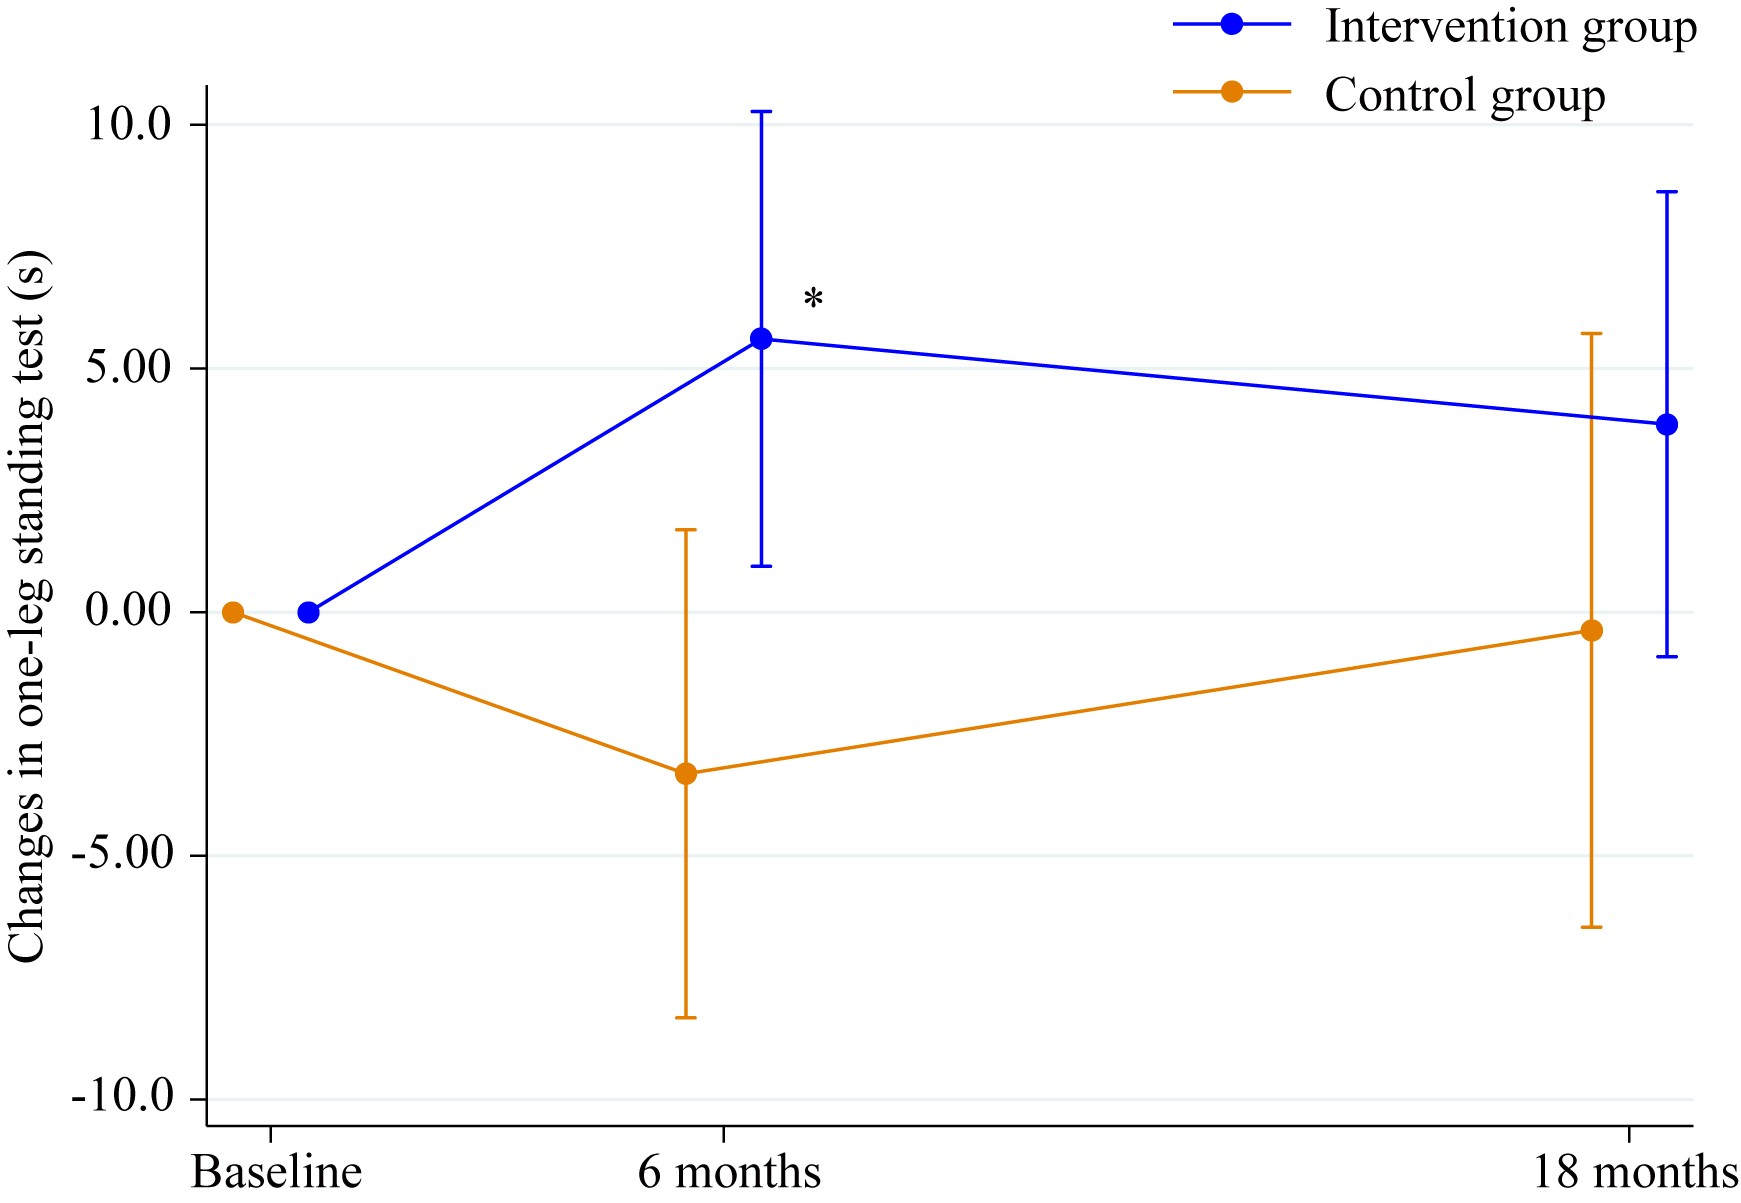 Intervention group
Control group
10.0
5.00
0.00
-5.00
-10.0
Changes in one-leg standing test (s)
*
Baseline
6 months
18 months